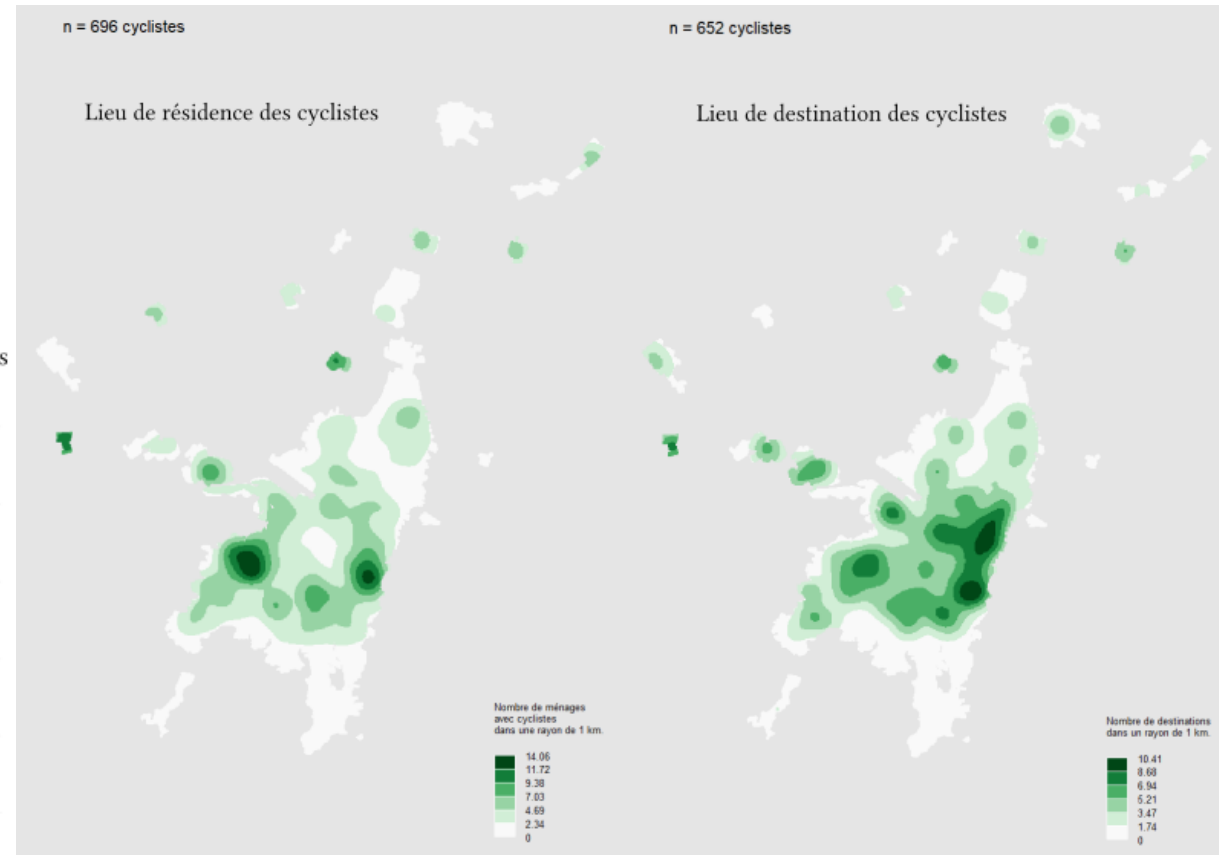 n = 696 cyclistes
n = 652 cyclistes
Lieu de résidence des cyclistes
Lieu de destination des cyclistes
s
Nombre de ménages
avec cyclistes
dans une rayon de 1 km.
14.06
11.72
9.38
7.03
4.69
2.34
0
Nombre de destinations
dans un rayon de 1 km.
10.41
8.68
6.94
5.21
3.47
1.74
0